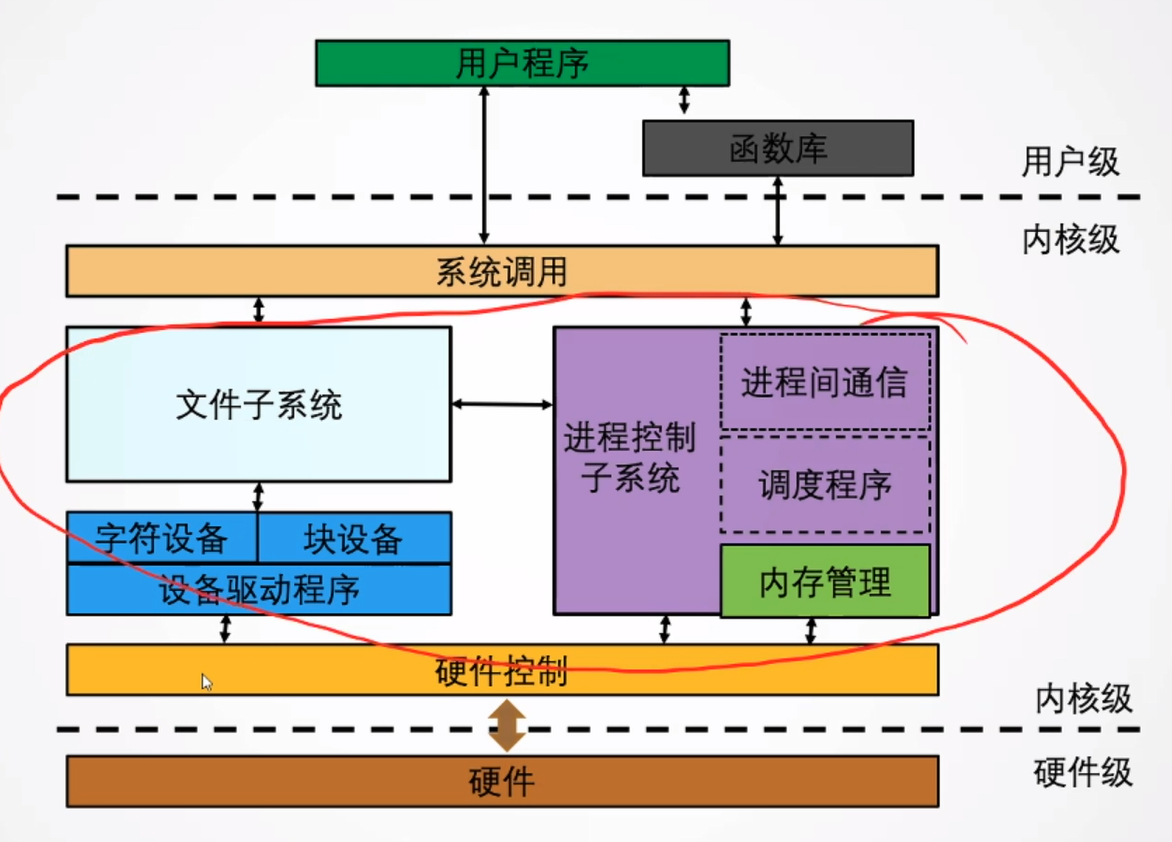 用户程序
函数库
用户级
内核级
系统调用
文件子系统
进程控制
子系统
进程间通信
调度程序
内存管理
字符设备
块设备
设备驱动程序
硬件控制
内核级
硬件级
硬件